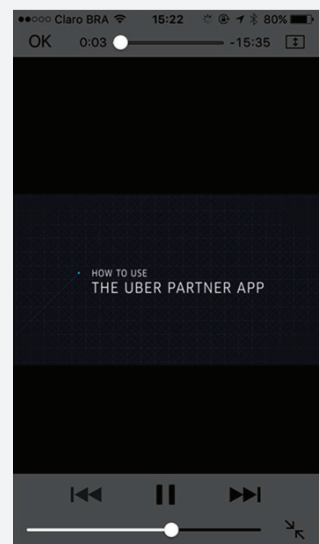 Claro BRA 15:22 80%
OK 0:03 -15:35
HOW TO USE
THE UBER PARTNER APP